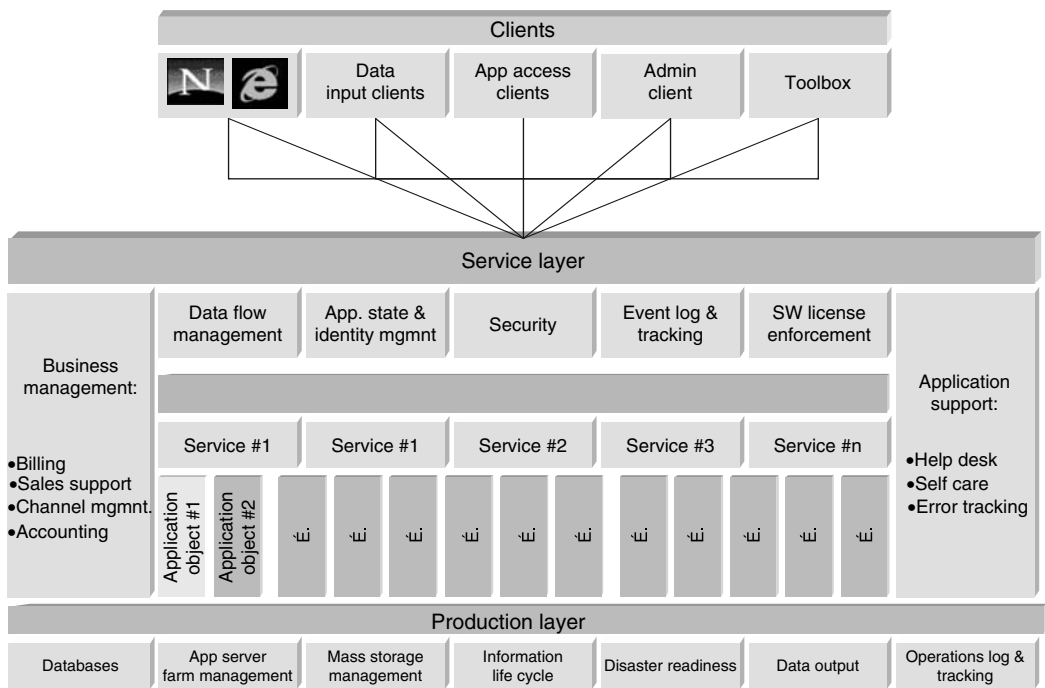 Clients
N
Data
input clients
App access
clients
Admin
client
Toolbox
Service layer
Business
management:
•Billing
•Sales support
•Channel mgmnt.
•Accounting
Data flow
management
App. state &
identity mgmnt
Security
Event log &
tracking
SW license
enforcement
Service #1
Service #1
Service #2
Service #3
Service #n
Application
object #1
Application
object #2
É.
É.
É.
É.
É.
É.
É.
É.
É.
É.
É.
Application
support:
•Help desk
•Self care
•Error tracking
Production layer
Databases
App server
farm management
Mass storage
management
Information
life cycle
Disaster readiness
Data output
Operations log &
tracking